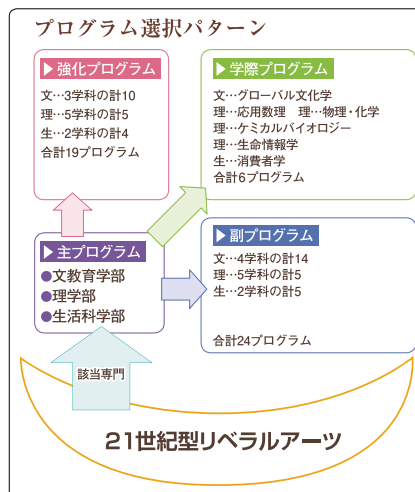 プログラム選択パターン
▶強化プログラム
文…3学科の計10
理…5学科の計5
生…2学科の計4
合計19プログラム
▶学際プログラム
文…グローバル文化学
理…応用数理　理…物理・化学
理…ケミカルバイオロジー
理…生命情報学
生…消費者学
合計6プログラム
▶主プログラム
●文教育学部
●理学部
●生活科学部
▶副プログラム
文…4学科の計14
理…5学科の計5
生…2学科の計5
合計24プログラム
該当専門
21世紀型リベラルアーツ